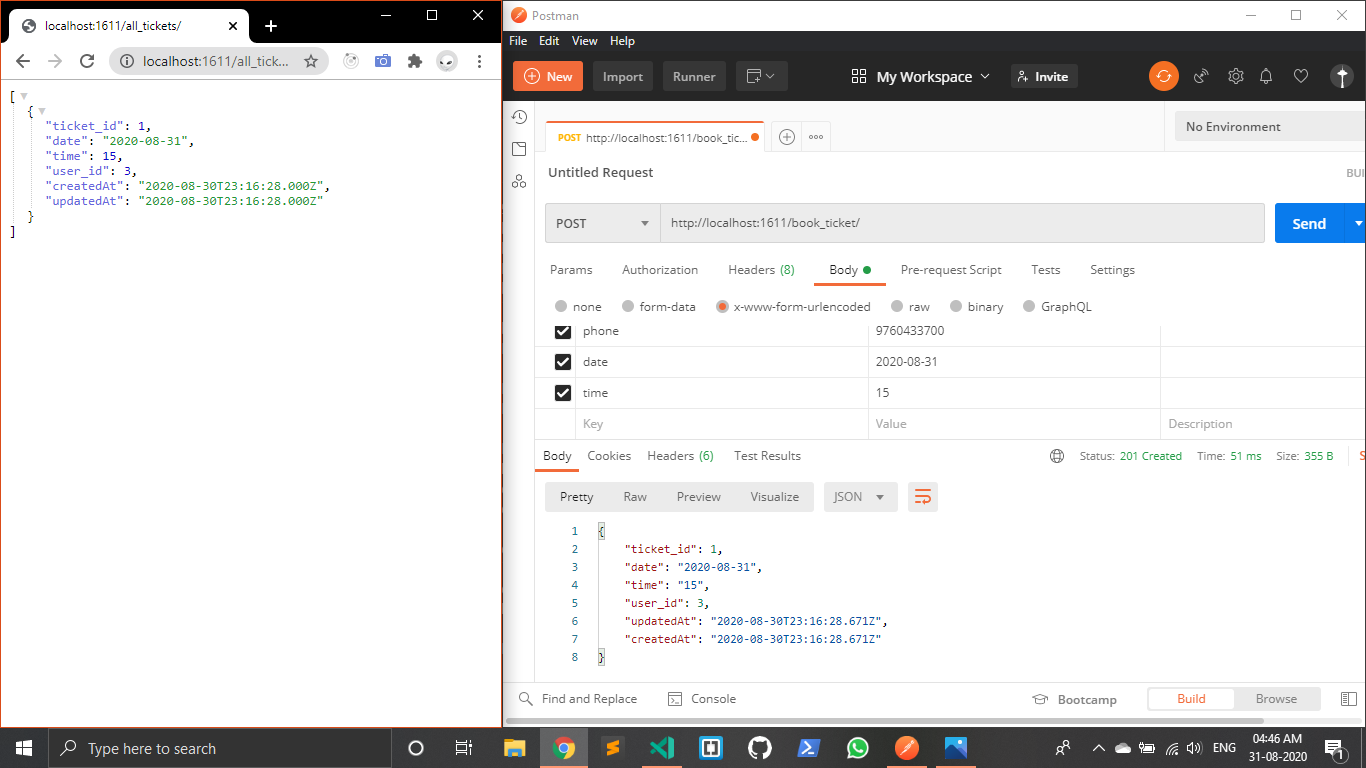 localhost:1611/all_tickets/
localhost:1611/all_tick...
[
{
"ticket_id": 1,
"date": "2020-08-31",
"time": 15,
"user_id": 3,
"createdAt": "2020-08-30T23:16:28.000Z",
"updatedAt": "2020-08-30T23:16:28.000Z"
}
]
Postman
File Edit View Help
New Import Runner My Workspace Invite
POST http://localhost:1611/book_tic... No Environment
Untitled Request BUI
POST http://localhost:1611/book_ticket/ Send
Params Authorization Headers (8) Body Pre-request Script Tests Settings
none form-data x-www-form-urlencoded raw binary GraphQL
phone 9760433700
date 2020-08-31
time 15
Key Value Description
Body Cookies Headers (6) Test Results Status: 201 Created Time: 51 ms Size: 355 B S
Pretty Raw Preview Visualize JSON
1 {
2 "ticket_id": 1,
3 "date": "2020-08-31",
4 "time": "15",
5 "user_id": 3,
6 "updatedAt": "2020-08-30T23:16:28.671Z",
7 "createdAt": "2020-08-30T23:16:28.671Z"
8 }
Find and Replace Console Bootcamp Build Browse
Type here to search ENG 04:46 AM
31-08-2020 1